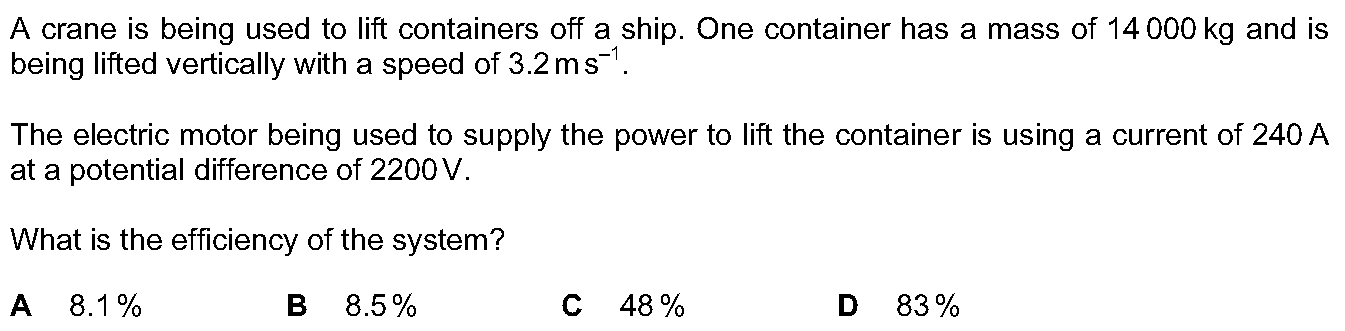 A crane is being used to lift containers off a ship. One container has a mass of 14 000 kg and is
being lifted vertically with a speed of 3.2 m s⁻¹.
The electric motor being used to supply the power to lift the container is using a current of 240 A
at a potential difference of 2200 V.
What is the efficiency of the system?
A 8.1 % B 8.5 % C 48 % D 83 %